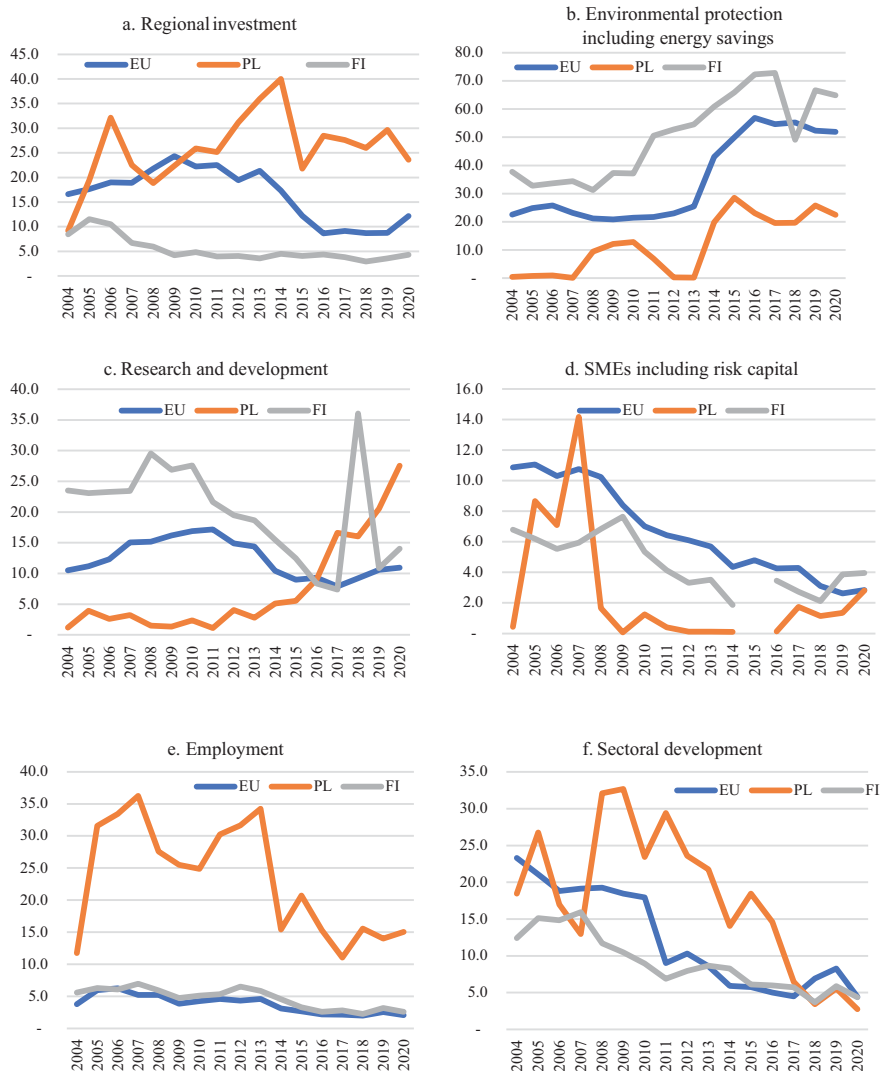 a. Regional investment
45.0
40.0
35.0
30.0
25.0
20.0
15.0
10.0
5.0
-
EU PL FI
2004 2005 2006 2007 2008 2009 2010 2011 2012 2013 2014 2015 2016 2017 2018 2019 2020
b. Environmental protection
including energy savings
80.0
70.0
60.0
50.0
40.0
30.0
20.0
10.0
-
EU PL FI
2004 2005 2006 2007 2008 2009 2010 2011 2012 2013 2014 2015 2016 2017 2018 2019 2020
c. Research and development
40.0
35.0
30.0
25.0
20.0
15.0
10.0
5.0
-
EU PL FI
2004 2005 2006 2007 2008 2009 2010 2011 2012 2013 2014 2015 2016 2017 2018 2019 2020
d. SMEs including risk capital
16.0
14.0
12.0
10.0
8.0
6.0
4.0
2.0
-
EU PL FI
2004 2005 2006 2007 2008 2009 2010 2011 2012 2013 2014 2015 2016 2017 2018 2019 2020
e. Employment
40.0
35.0
30.0
25.0
20.0
15.0
10.0
5.0
-
EU PL FI
2004 2005 2006 2007 2008 2009 2010 2011 2012 2013 2014 2015 2016 2017 2018 2019 2020
f. Sectoral development
35.0
30.0
25.0
20.0
15.0
10.0
5.0
-
EU PL FI
2004 2005 2006 2007 2008 2009 2010 2011 2012 2013 2014 2015 2016 2017 2018 2019 2020